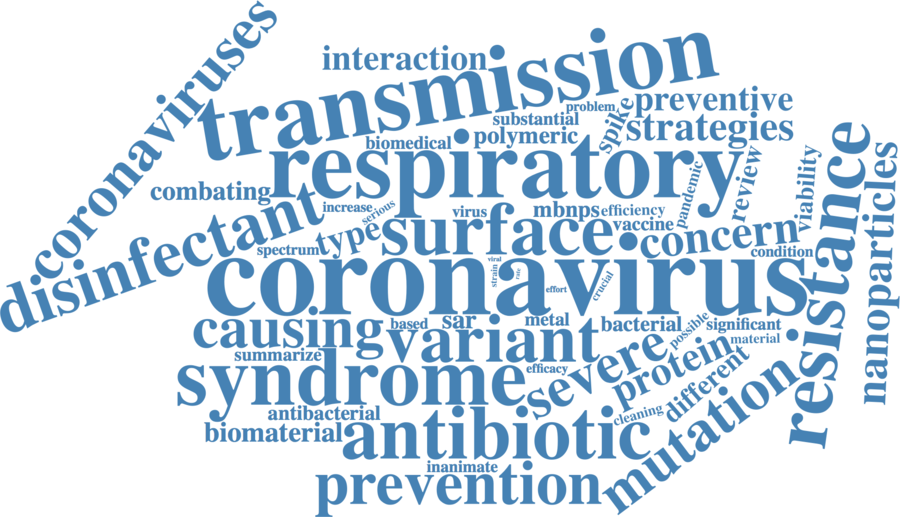 coronaviruses
transmission
interaction
problem
substantial
spike
preventive
strategies
biomedical
polymeric
respiratory
combating
disinfectant
increase
serious
virus
mbnps
efficiency
pandemic
review
viability
resistance
nanoparticles
spectrum
type
surface
vaccine
concern
condition
viral
strain
rate
effort
crucial
coronavirus
causing
based
sar
metal
bacterial
possible
significant
material
variant
summarize
syndrome
efficacy
severe
protein
different
mutation
antibacterial
cleaning
biomaterial
antibiotic
inanimate
prevention